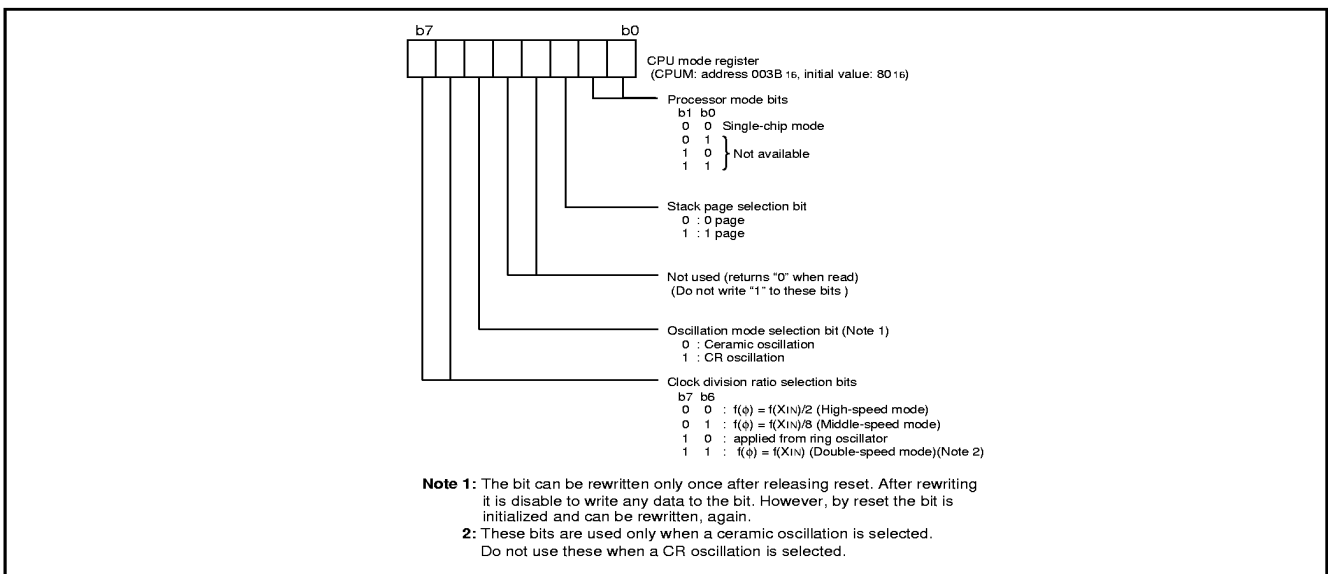 b7 b0
CPU mode register
(CPUM: address 003B 16, initial value: 80 16)
Processor mode bits
b1 b0
0 0 Single-chip mode
0 1
1 0 Not available
1 1
Stack page selection bit
0 : 0 page
1 : 1 page
Not used (returns “0” when read)
(Do not write “1” to these bits )
Oscillation mode selection bit (Note 1)
0 : Ceramic oscillation
1 : CR oscillation
Clock division ratio selection bits
b7 b6
0 0 : f(ϕ) = f(XIN)/2 (High-speed mode)
0 1 : f(ϕ) = f(XIN)/8 (Middle-speed mode)
1 0 : applied from ring oscillator
1 1 : f(ϕ) = f(XIN) (Double-speed mode)(Note 2)
Note 1: The bit can be rewritten only once after releasing reset. After rewriting
it is disable to write any data to the bit. However, by reset the bit is
initialized and can be rewritten, again.
2: These bits are used only when a ceramic oscillation is selected.
Do not use these when a CR oscillation is selected.